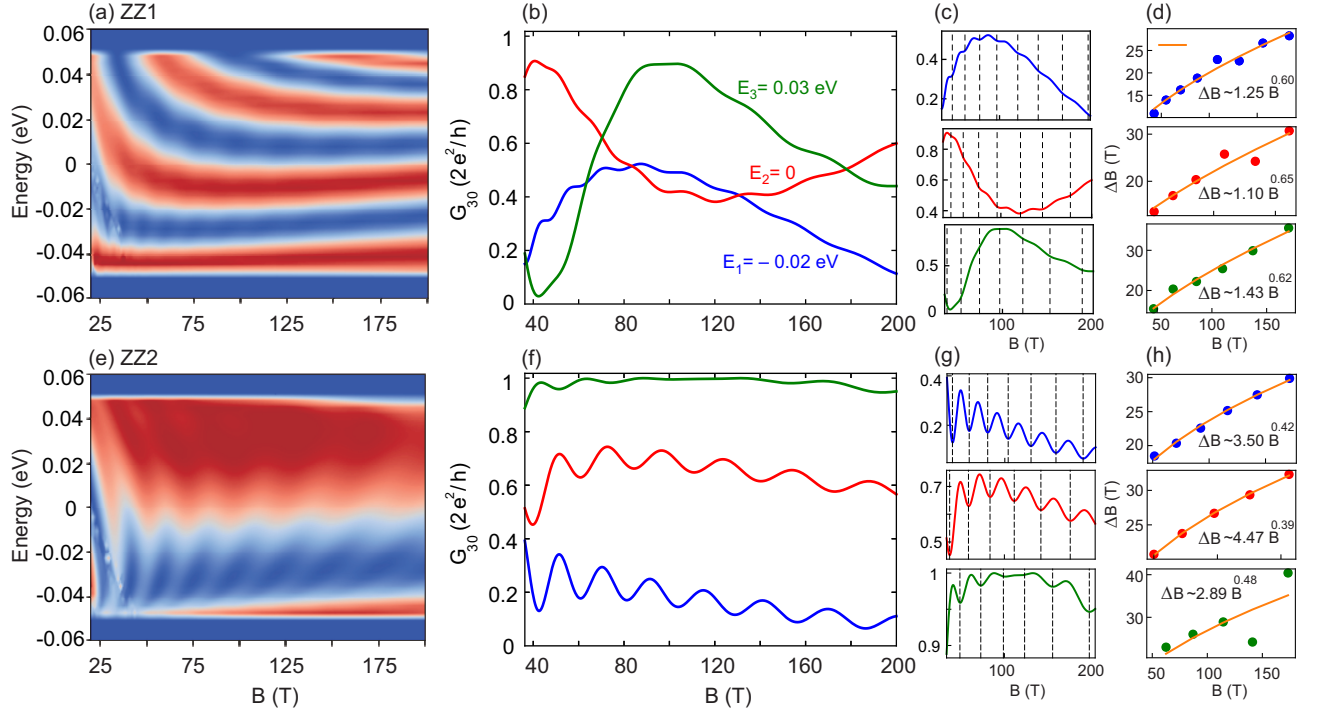 (a) ZZ1
(b)
(c)
(d)
0.06
0.04
0.02
0
-0.02
-0.04
-0.06
Energy (eV)
25
75
125
175
1
0.8
0.6
0.4
0.2
0
G30 (2e2/h)
E3= 0.03 eV
E2= 0
E1= – 0.02 eV
40
80
120
160
200
0.4
0.2
0.8
0.6
0.4
0.5
0
100
200
B (T)
25
20
15
ΔB ~1.25 B 0.60
30
20
ΔB ~1.10 B 0.65
ΔB (T)
30
20
ΔB ~1.43 B 0.62
50
100
150
B (T)
(e) ZZ2
(f)
(g)
(h)
0.06
0.04
0.02
0
-0.02
-0.04
-0.06
Energy (eV)
25
75
125
175
B (T)
1
0.8
0.6
0.4
0.2
0
G30 (2e2/h)
40
80
120
160
200
B (T)
0.4
0.2
0.7
0.5
1
0.9
100
200
B (T)
30
25
20
ΔB ~3.50 B 0.42
30
25
ΔB ~4.47 B 0.39
ΔB (T)
30
ΔB ~2.89 B 0.48
50
100
150
B (T)